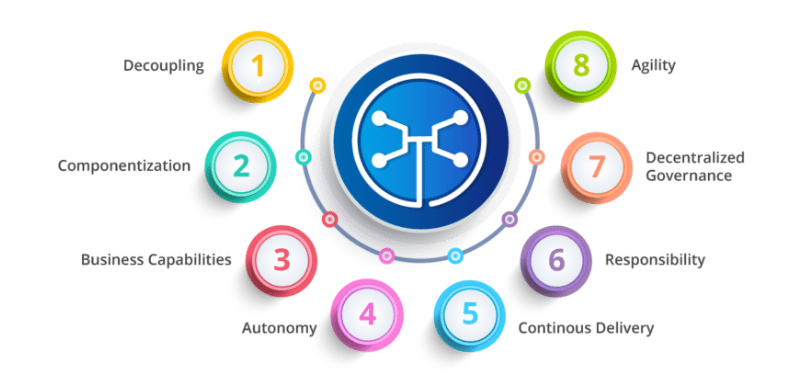 1
Decoupling
2
Componentization
3
Business Capabilities
4
Autonomy
5
Continous Delivery
6
Responsibility
7
Decentralized
Governance
8
Agility